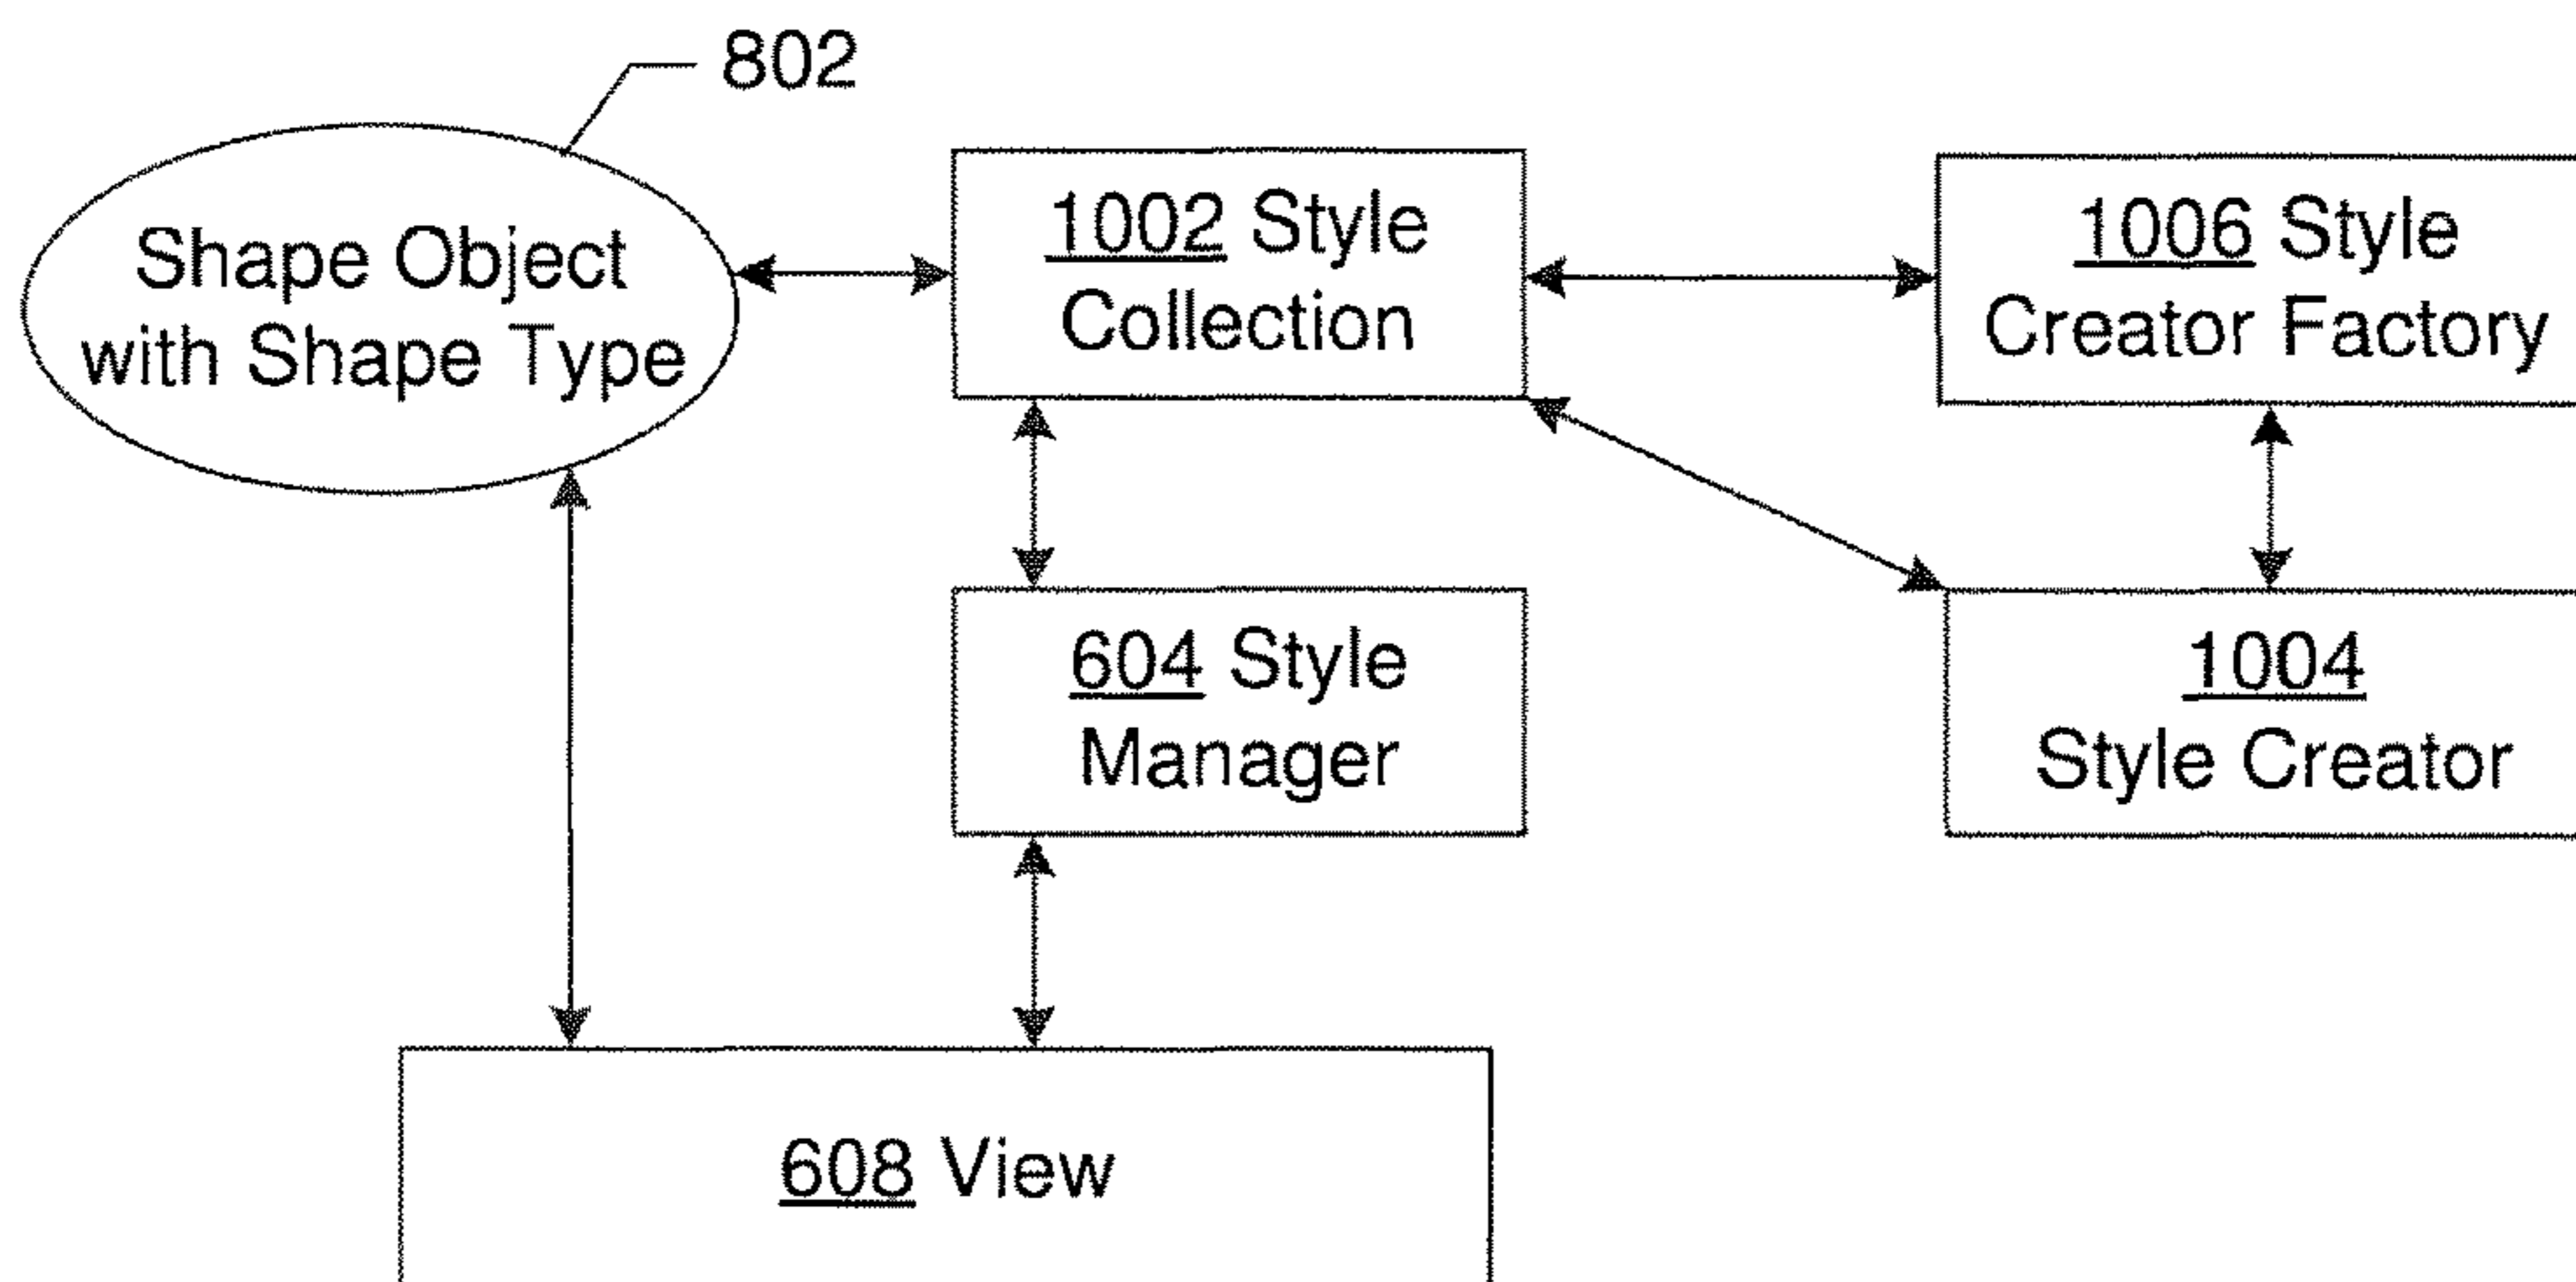 802
Shape Object
with Shape Type
1002 Style
Collection
1006 Style
Creator Factory
604 Style
Manager
1004
Style Creator
608 View